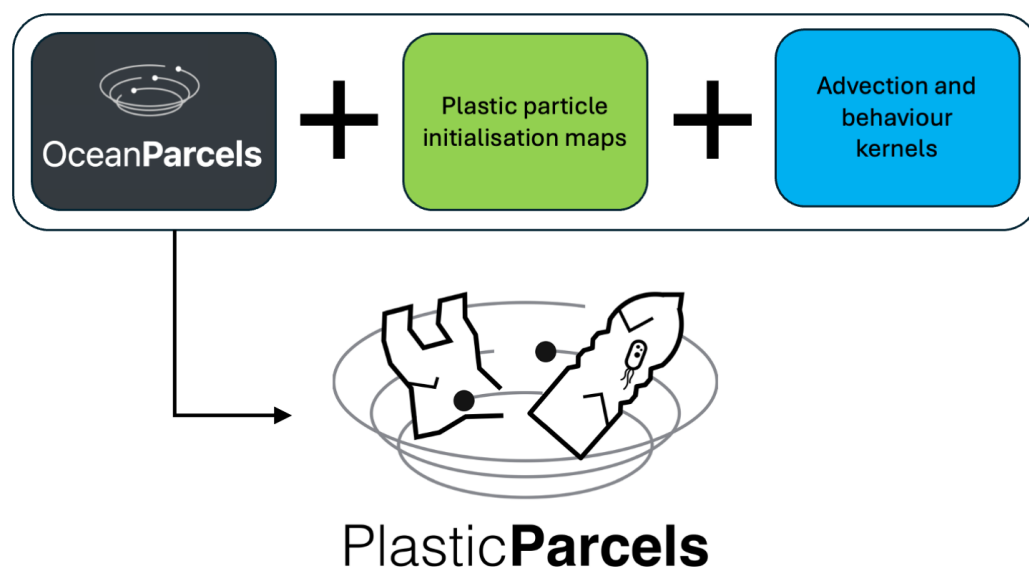 OceanParcels
Plastic particle
initialisation maps
Advection and
behaviour
kernels
PlasticParcels